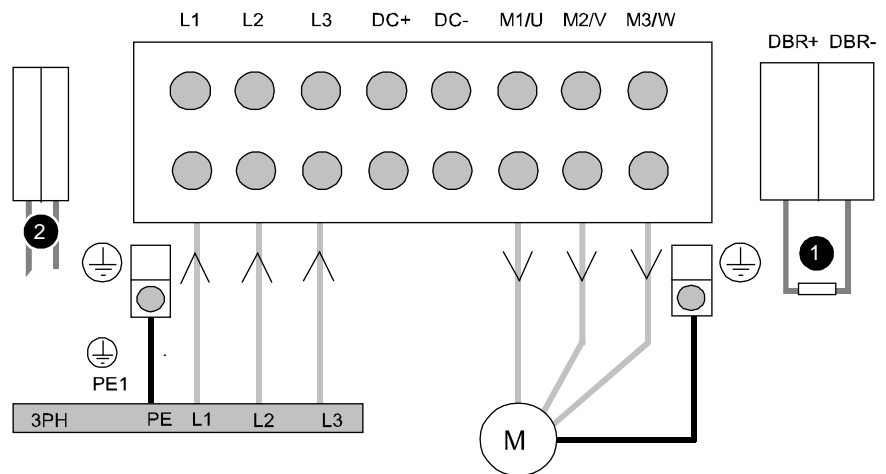 L1 L2 L3 DC+ DC- M1/U M2/V M3/W
DBR+ DBR-
2
1
PE1
3PH PE L1 L2 L3
M